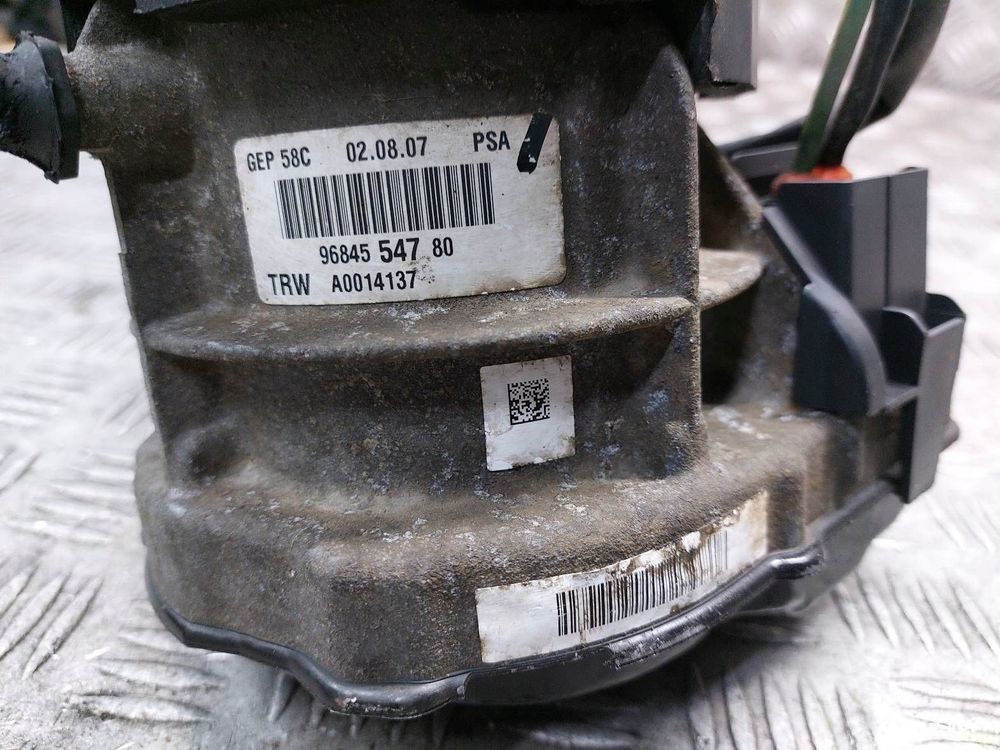 GEP 58C 02.08.07 PSA
96845 547 80
TRW A0014137